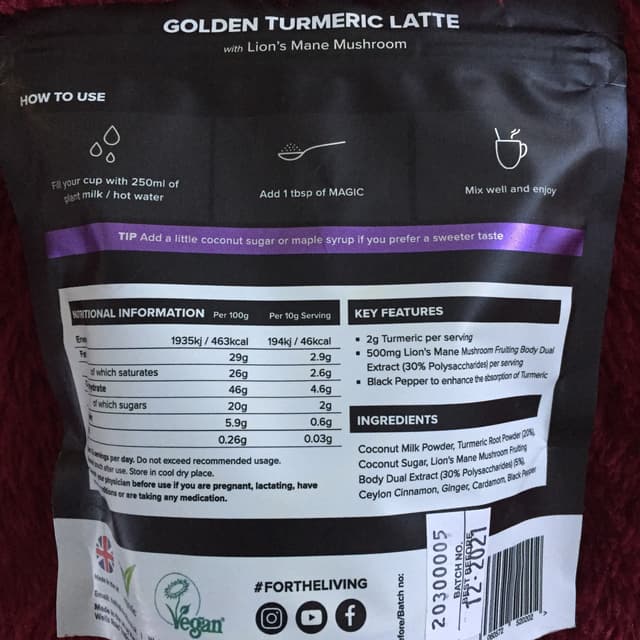 GOLDEN TURMERIC LATTE
with Lion's Mane Mushroom
HOW TO USE
Fill your cup with 250ml of
plant milk / hot water
Add 1 tbsp of MAGIC
Mix well and enjoy
TIP Add a little coconut sugar or maple syrup if you prefer a sweeter taste
NUTRITIONAL INFORMATION Per 100g Per 10g Serving
1935kj / 463kcal 194kj / 46kcal
29g 2.9g
of which saturates 26g 2.6g
46g 4.6g
of which sugars 20g 2g
5.9g 0.6g
0.26g 0.03g
per day. Do not exceed recommended usage.
after use. Store in cool dry place.
physician before use if you are pregnant, lactating, have
or are taking any medication.
KEY FEATURES
▪ 2g Turmeric per serving
▪ 500mg Lion's Mane Mushroom Fruiting Body Dual
Extract (30% Polysaccharides) per serving
▪ Black Pepper to enhance the absorption of Turmeric
INGREDIENTS
Coconut Milk Powder, Turmeric Root Powder (20%),
Coconut Sugar, Lion's Mane Mushroom Fruiting
Body Dual Extract (30% Polysaccharides) (5%),
Ceylon Cinnamon, Ginger, Cardamom, Black Pepper
Vegan
#FORTHELIVING
fore/Batch no:
20300005
BATCH NO.
BEST BEFORE
12-2021